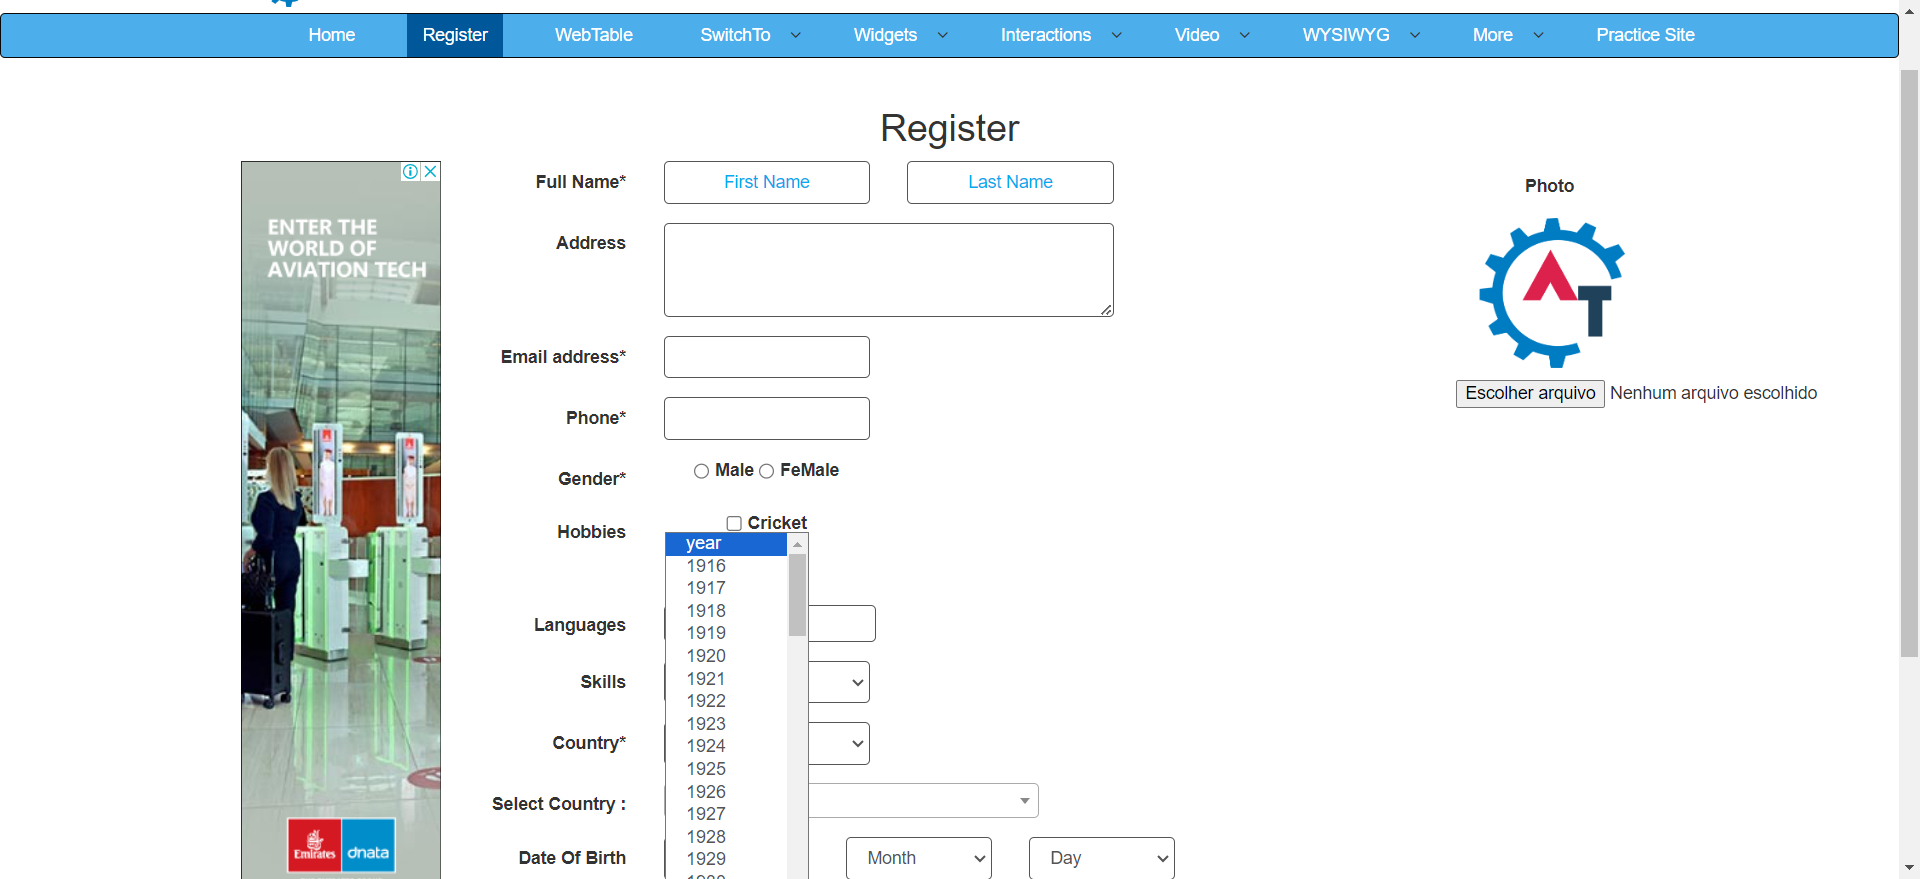 Home Register WebTable SwitchTo Widgets Interactions Video WYSIWYG More Practice Site
Register
ENTER THE
WORLD OF
AVIATION TECH
Emirates dnata
Full Name* First Name Last Name
Address
Email address*
Phone*
Gender* Male FeMale
Hobbies Cricket
Languages
Skills
Country*
Select Country :
Date Of Birth Month Day
year
1916
1917
1918
1919
1920
1921
1922
1923
1924
1925
1926
1927
1928
1929
Photo
AT
Escolher arquivo Nenhum arquivo escolhido